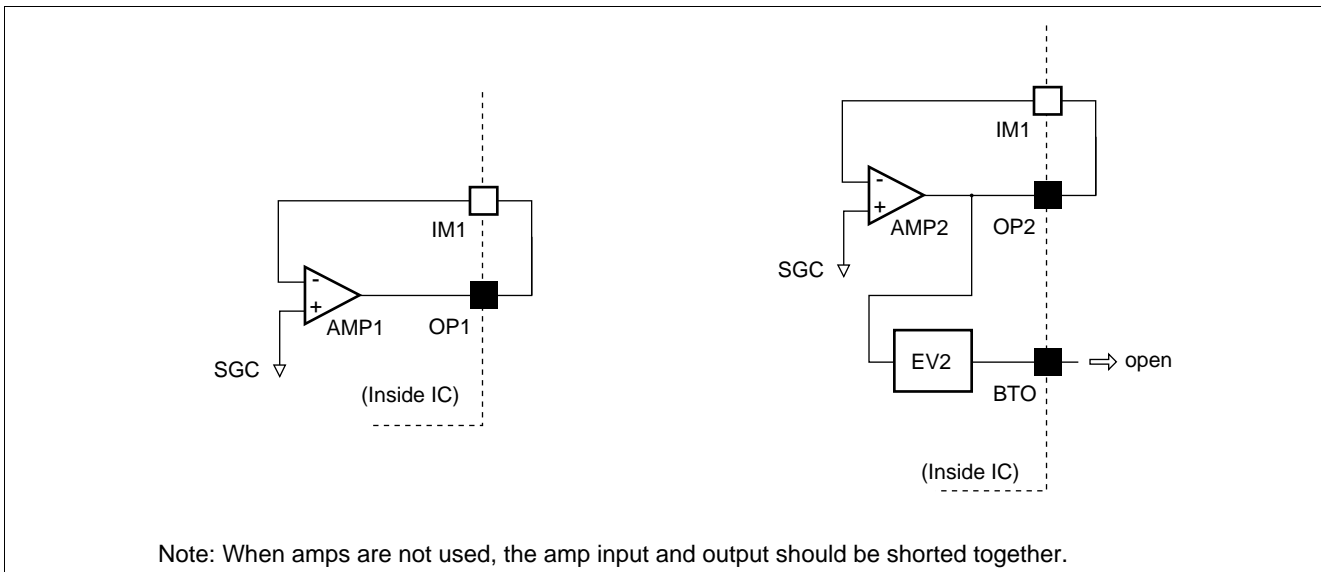 IM1
-
+
AMP1
OP1
SGC
(Inside IC)
IM1
-
+
AMP2
OP2
SGC
EV2
open
BTO
(Inside IC)
Note: When amps are not used, the amp input and output should be shorted together.